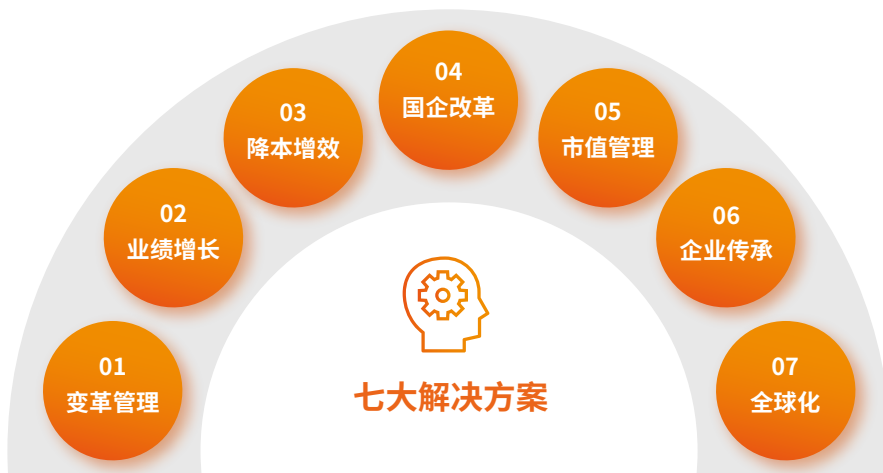 01
变革管理
02
业绩增长
03
降本增效
04
国企改革
05
市值管理
06
企业传承
07
全球化
七大解决方案